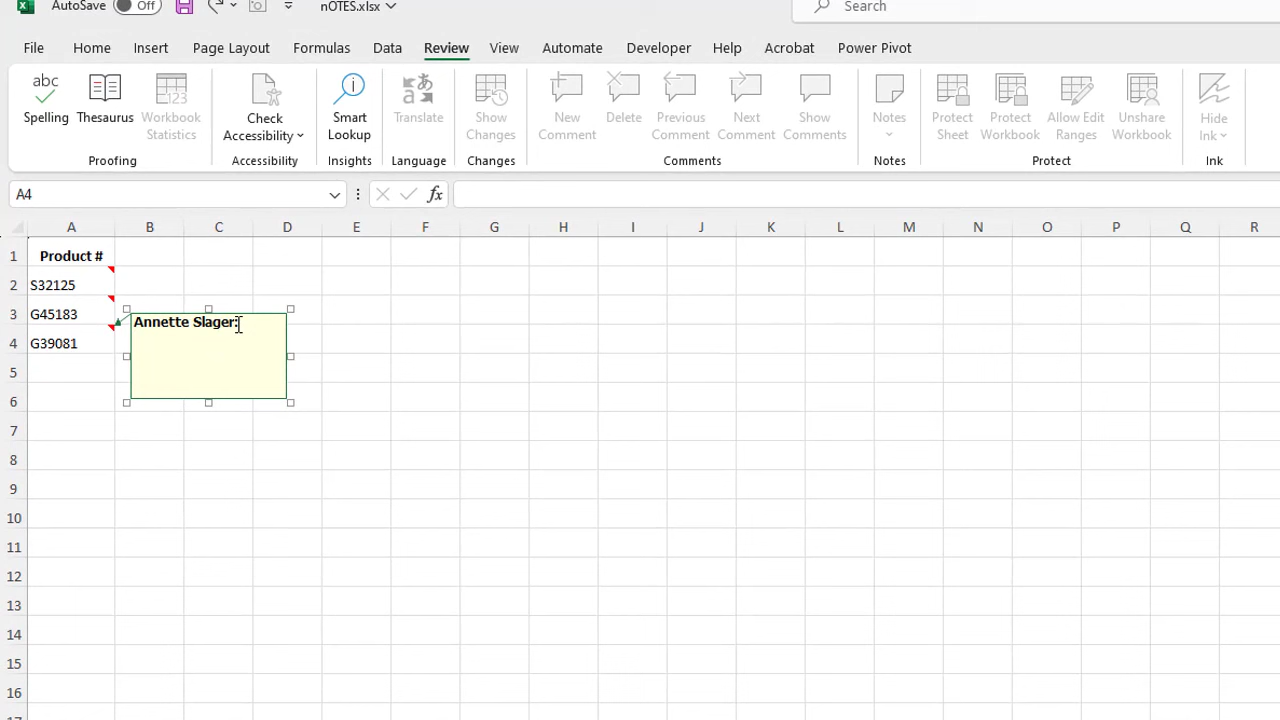 AutoSave Off nOTES.xlsx Search
File Home Insert Page Layout Formulas Data Review View Automate Developer Help Acrobat Power Pivot
abc
123
Spelling Thesaurus Workbook Statistics Check Accessibility Smart Lookup Translate Show Changes New Comment Delete Previous Comment Next Comment Show Comments Notes Protect Sheet Protect Workbook Allow Edit Ranges Unshare Workbook Hide Ink
Proofing Accessibility Insights Language Changes Comments Notes Protect Ink
A4 fx
A B C D E F G H I J K L M N O P Q R
1 Product #
2 S32125
3 G45183
Annette Slager:
4 G39081
5
6
7
8
9
10
11
12
13
14
15
16
17